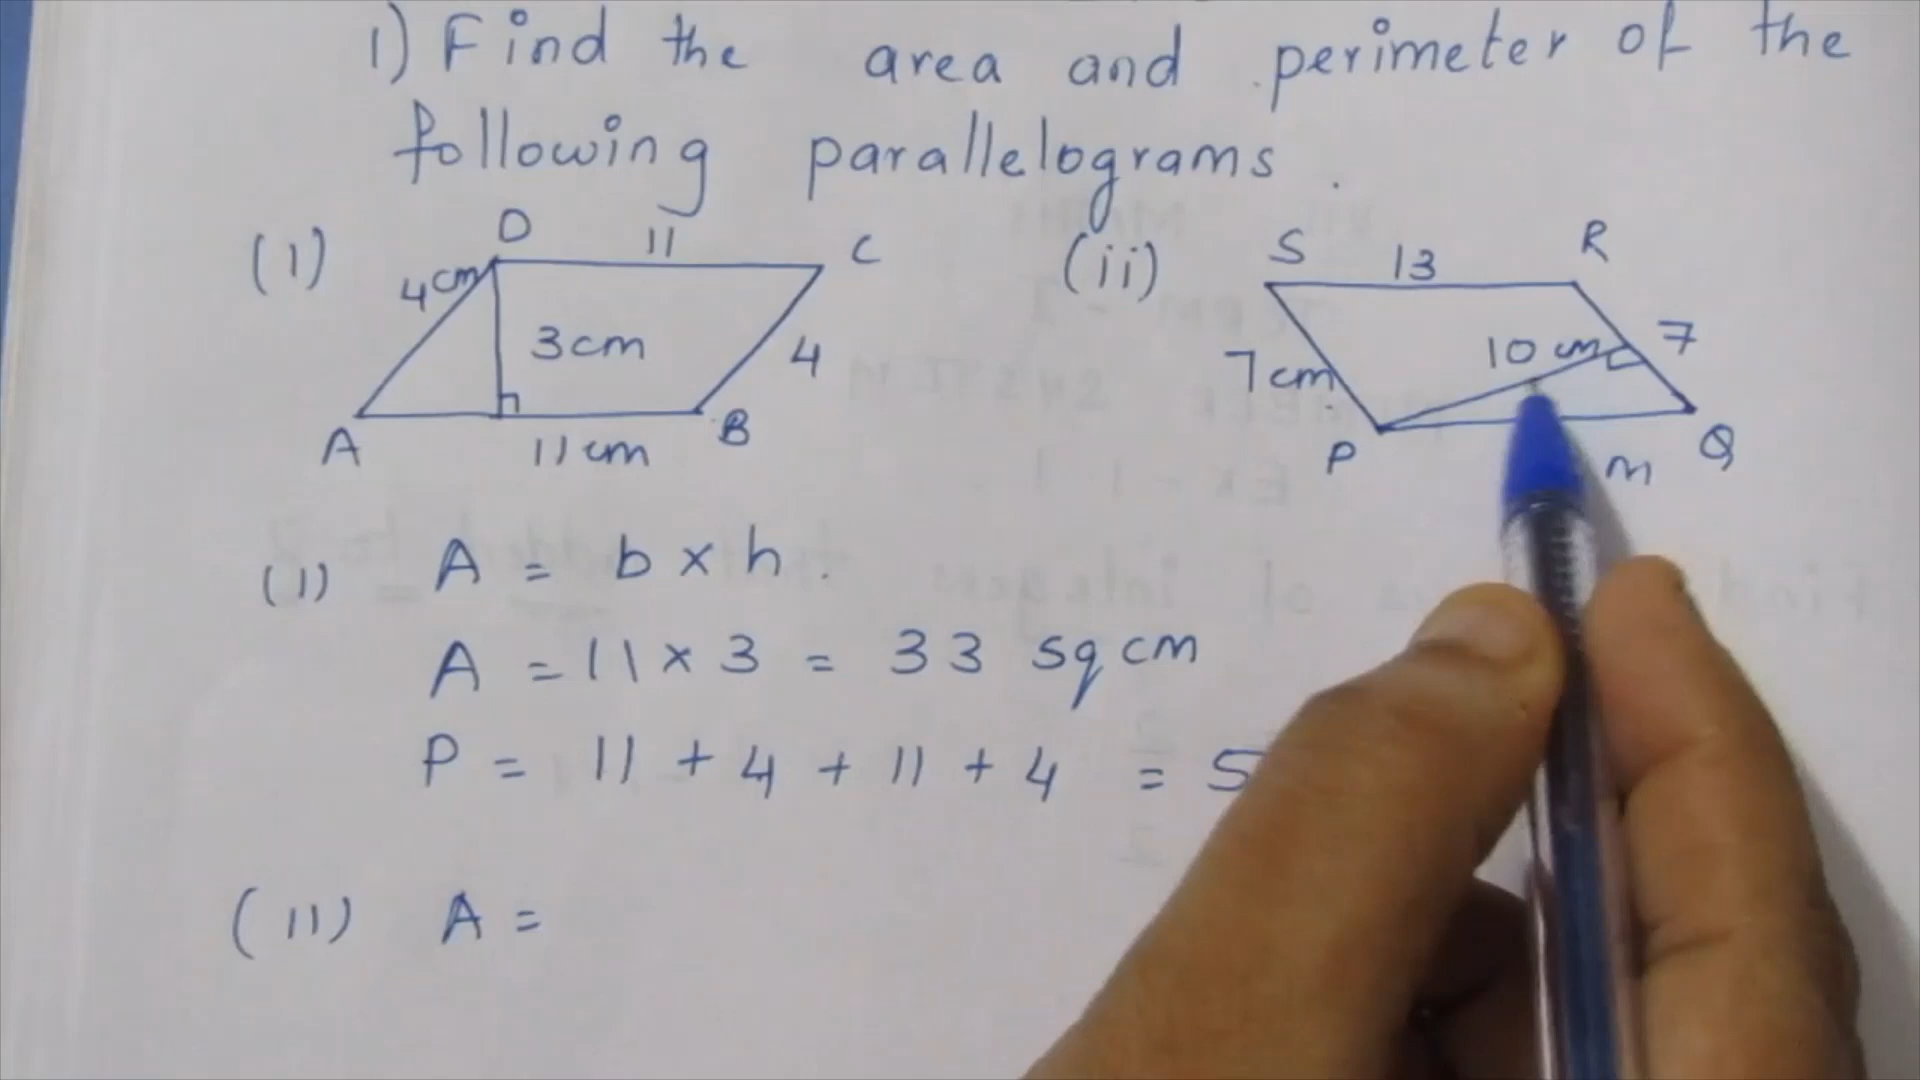 1) Find the area and perimeter of the
following parallelograms.
(1) D 11 C
4cm
3cm
4
A 11cm B
(ii) S 13 R
7cm
10 cm
7
P m Q
(1) A = b × h.
A = 11 × 3 = 33 sq cm
P = 11 + 4 + 11 + 4 = 5
(11) A =